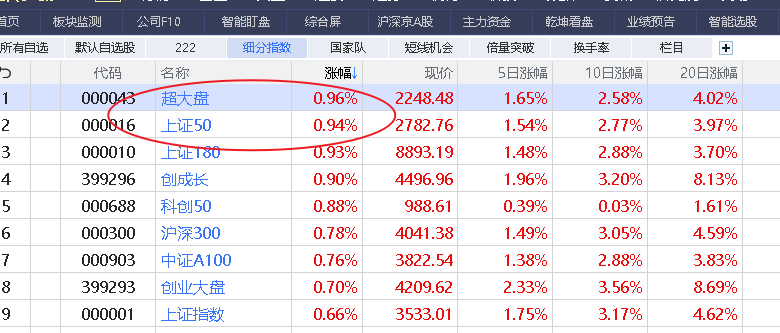 首页 板块监测 公司F10 智能盯盘 综合屏 沪深京A股 主力资金 乾坤看盘 业绩预告 智能选股
所有自选 默认自选股 222 细分指数 国家队 短线机会 倍量突破 换手率 栏目 +
代码 名称 涨幅↓ 现价 5日涨幅 10日涨幅 20日涨幅
1 000043 超大盘 0.96% 2248.48 1.65% 2.58% 4.02%
2 000016 上证50 0.94% 2782.76 1.54% 2.77% 3.97%
3 000010 上证180 0.93% 8893.19 1.48% 2.88% 3.70%
4 399296 创成长 0.90% 4496.96 1.96% 3.20% 8.13%
5 000688 科创50 0.88% 988.61 0.39% 0.03% 1.61%
6 000300 沪深300 0.78% 4041.38 1.49% 3.05% 4.59%
7 000903 中证A100 0.76% 3822.54 1.38% 2.88% 3.83%
8 399293 创业大盘 0.70% 4209.62 2.33% 3.56% 8.69%
9 000001 上证指数 0.66% 3533.01 1.75% 3.17% 4.62%